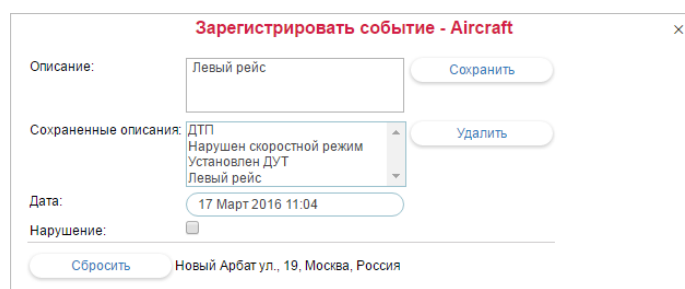 Зарегистрировать событие - Aircraft
×
Описание:
Левый рейс
Сохранить
Сохраненные описания:
ДТП
Нарушен скоростной режим
Установлен ДУТ
Левый рейс
Удалить
Дата:
17 Март 2016 11:04
Нарушение:
Сбросить
Новый Арбат ул., 19, Москва, Россия